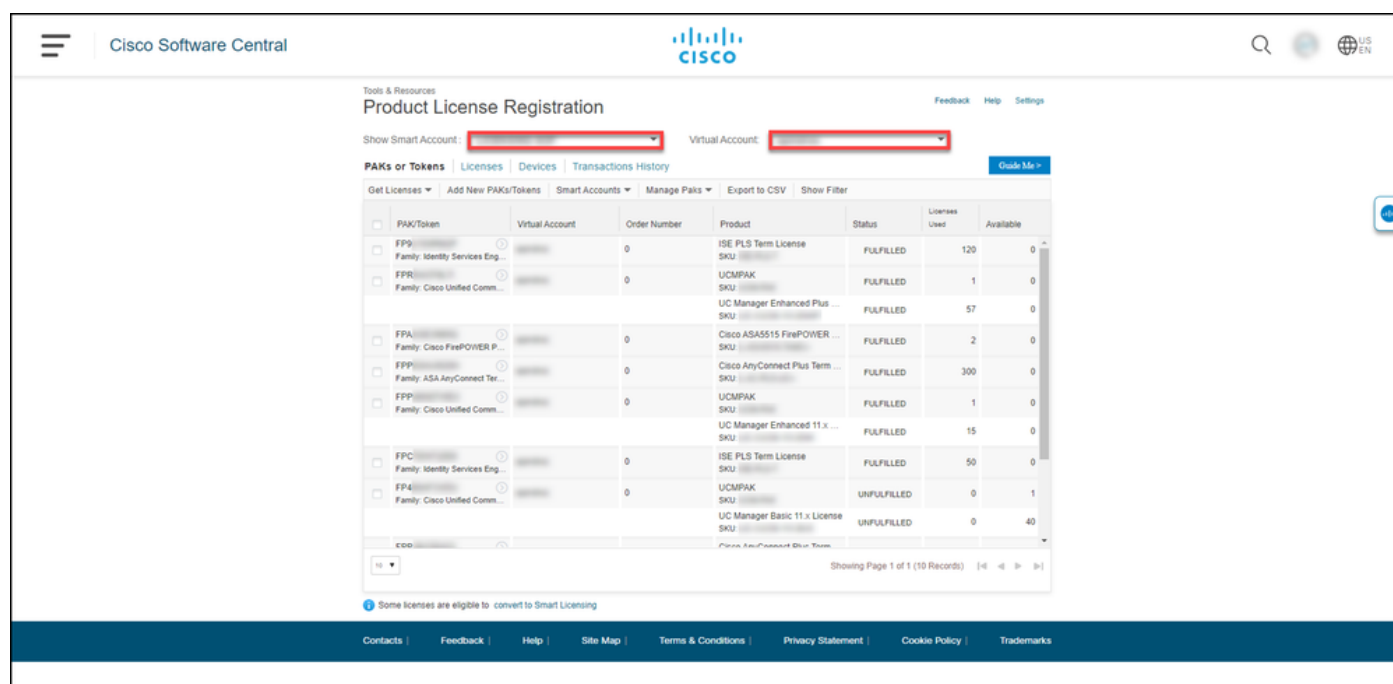 Cisco Software Central
CISCO
US
EN
Tools & Resources
Product License Registration
Feedback Help Settings
Show Smart Account :
Virtual Account:
PAKs or Tokens | Licenses | Devices | Transactions History
Guide Me >
Get Licenses Add New PAKs/Tokens Smart Accounts Manage Paks Export to CSV Show Filter
PAK/Token Virtual Account Order Number Product Status Licenses Used Available
FP9 0 ISE PLS Term License FULFILLED 120 0
Family: Identity Services Eng... SKU:
FPR 0 UCMPAK FULFILLED 1 0
Family: Cisco Unified Comm... SKU:
UC Manager Enhanced Plus ... FULFILLED 57 0
SKU:
FPA 0 Cisco ASA5515 FirePOWER ... FULFILLED 2 0
Family: Cisco FirePOWER P... SKU:
FPP 0 Cisco AnyConnect Plus Term ... FULFILLED 300 0
Family: ASA AnyConnect Ter... SKU:
FPP 0 UCMPAK FULFILLED 1 0
Family: Cisco Unified Comm... SKU:
UC Manager Enhanced 11.x ... FULFILLED 15 0
SKU:
FPC 0 ISE PLS Term License FULFILLED 50 0
Family: Identity Services Eng... SKU:
FP4 0 UCMPAK UNFULFILLED 0 1
Family: Cisco Unified Comm... SKU:
UC Manager Basic 11.x License UNFULFILLED 0 40
SKU:
Cisco AnyConnect Plus Term
10
Showing Page 1 of 1 (10 Records)
Some licenses are eligible to convert to Smart Licensing
Contacts | Feedback | Help | Site Map | Terms & Conditions | Privacy Statement | Cookie Policy | Trademarks